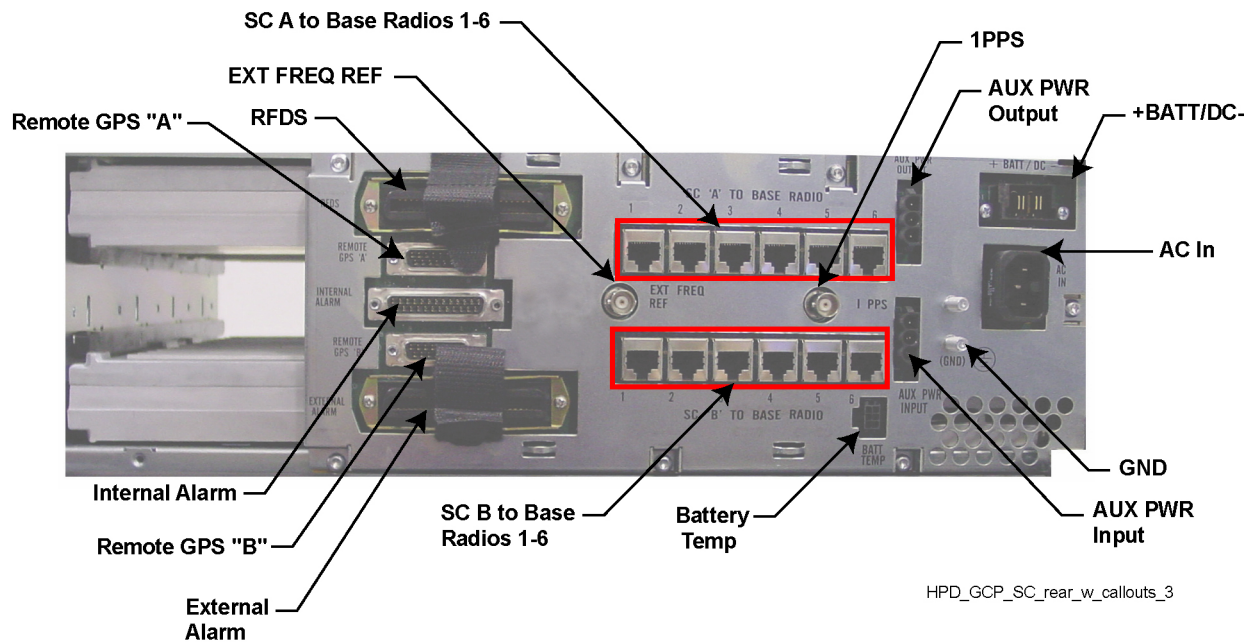 SC A to Base Radios 1-6
1PPS
EXT FREQ REF
AUX PWR
Output
RFDS
+BATT/DC-
Remote GPS "A"
AUX PWR
OUT
+ BATT / DC -
SC 'A' TO BASE RADIO
1 2 3 4 5 6
RFDS
REMOTE
GPS 'A'
AC In
AC
IN
INTERNAL
ALARM
EXT FREQ
REF
1 PPS
REMOTE
GPS 'B'
(GND)
EXTERNAL
ALARM
1 2 4 5 6
SC 'B' TO BASE RADIO
AUX PWR
INPUT
BATT
TEMP
GND
Internal Alarm
SC B to Base
Radios 1-6
Battery
Temp
AUX PWR
Input
Remote GPS "B"
External
Alarm
HPD_GCP_SC_rear_w_callouts_3